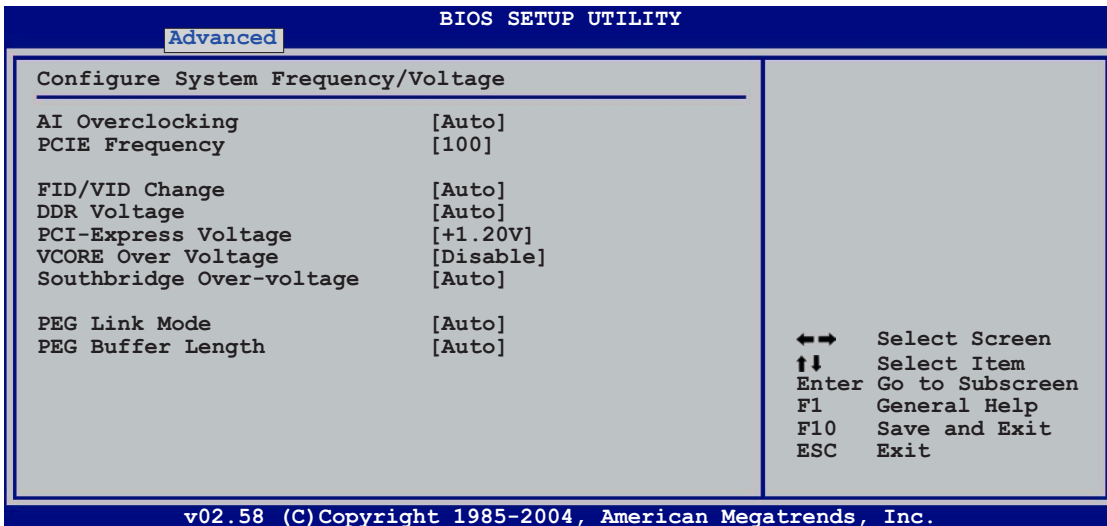 BIOS SETUP UTILITY
Advanced
Configure System Frequency/Voltage
AI Overclocking [Auto]
PCIE Frequency [100]
FID/VID Change [Auto]
DDR Voltage [Auto]
PCI-Express Voltage [+1.20V]
VCORE Over Voltage [Disable]
Southbridge Over-voltage [Auto]
PEG Link Mode [Auto]
PEG Buffer Length [Auto]
←→ Select Screen
↑↓ Select Item
Enter Go to Subscreen
F1 General Help
F10 Save and Exit
ESC Exit
v02.58 (C)Copyright 1985-2004, American Megatrends, Inc.